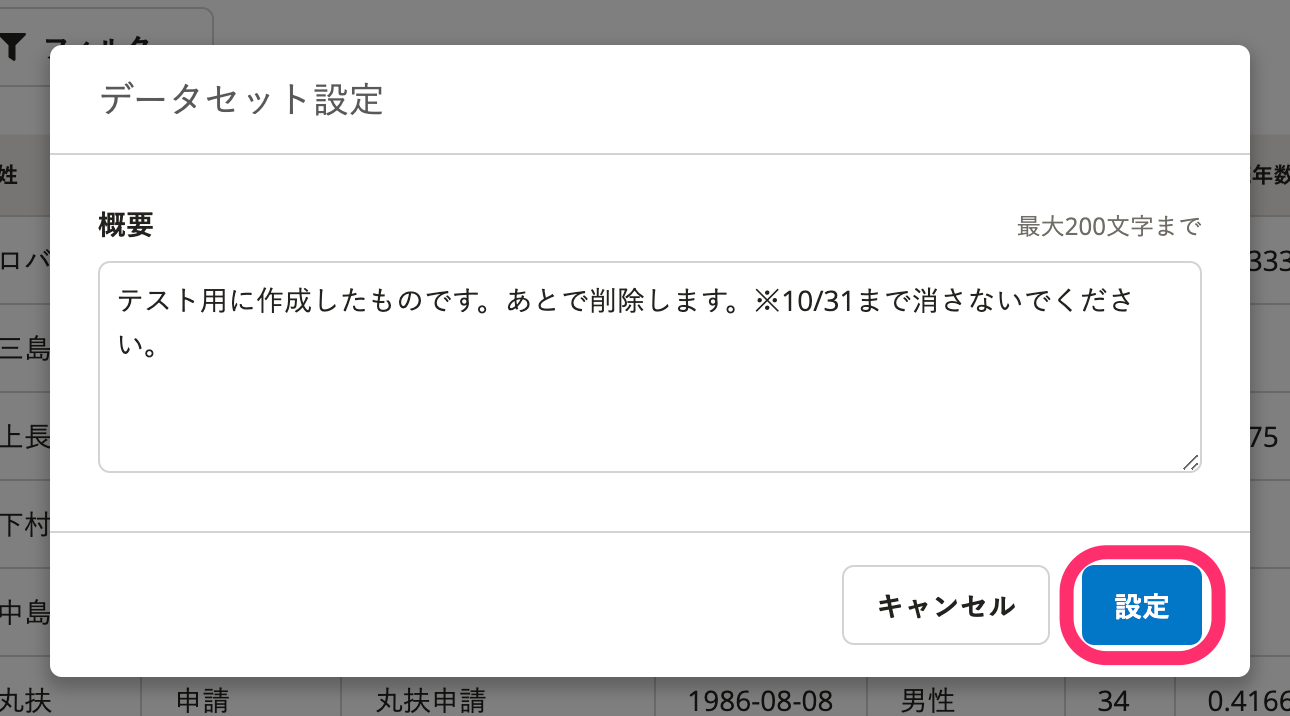 フィルタ
データセット設定
姓
年数
概要
最大200文字まで
ロバ
333
テスト用に作成したものです。あとで削除します。※10/31まで消さないでくださ
い。
三島
上長
75
下村
中島
キャンセル
設定
丸扶
申請
丸扶申請
1986-08-08
男性
34
0.4166